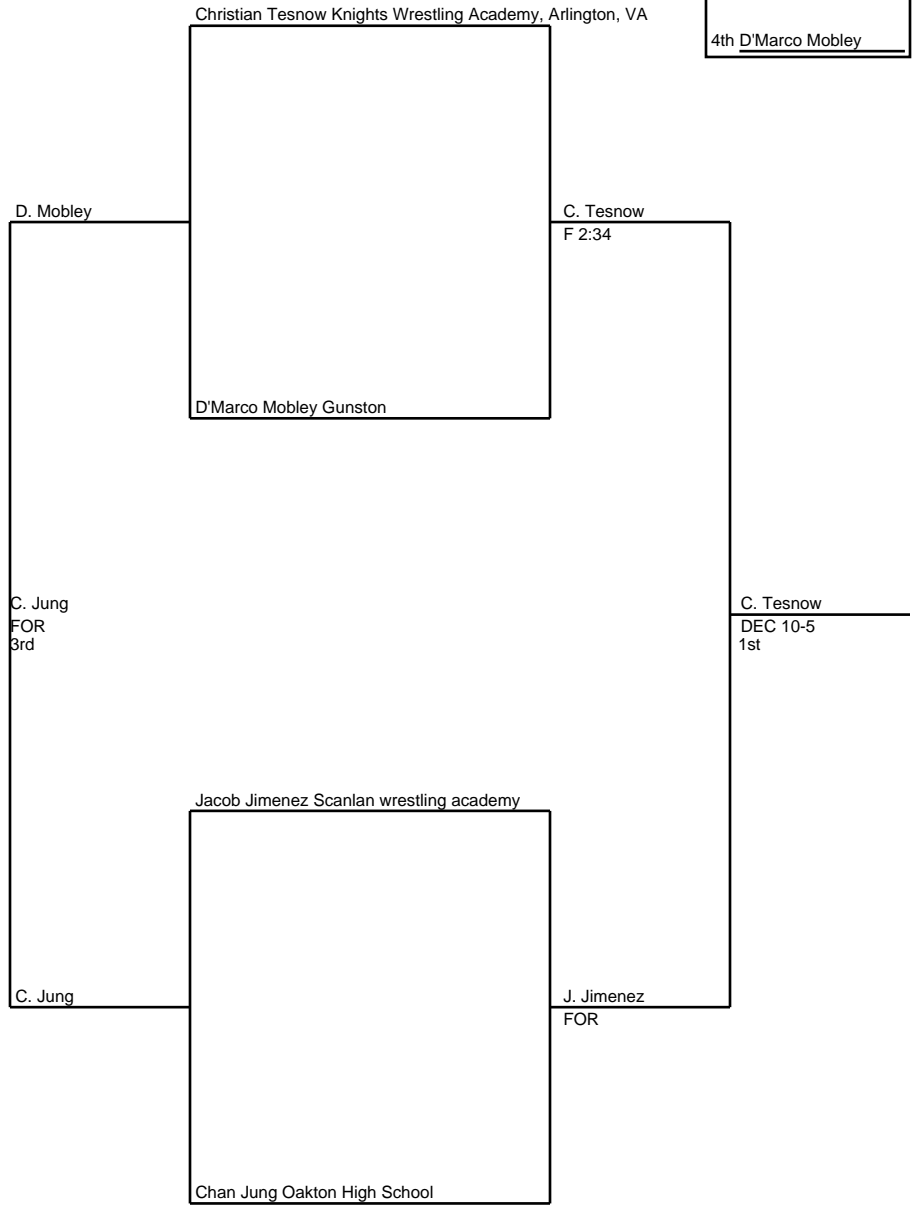 Christian Tesnow Knights Wrestling Academy, Arlington, VA
4th D'Marco Mobley
D. Mobley
C. Tesnow
F 2:34
D'Marco Mobley Gunston
C. Jung
FOR
3rd
C. Tesnow
DEC 10-5
1st
Jacob Jimenez Scanlan wrestling academy
C. Jung
J. Jimenez
FOR
Chan Jung Oakton High School